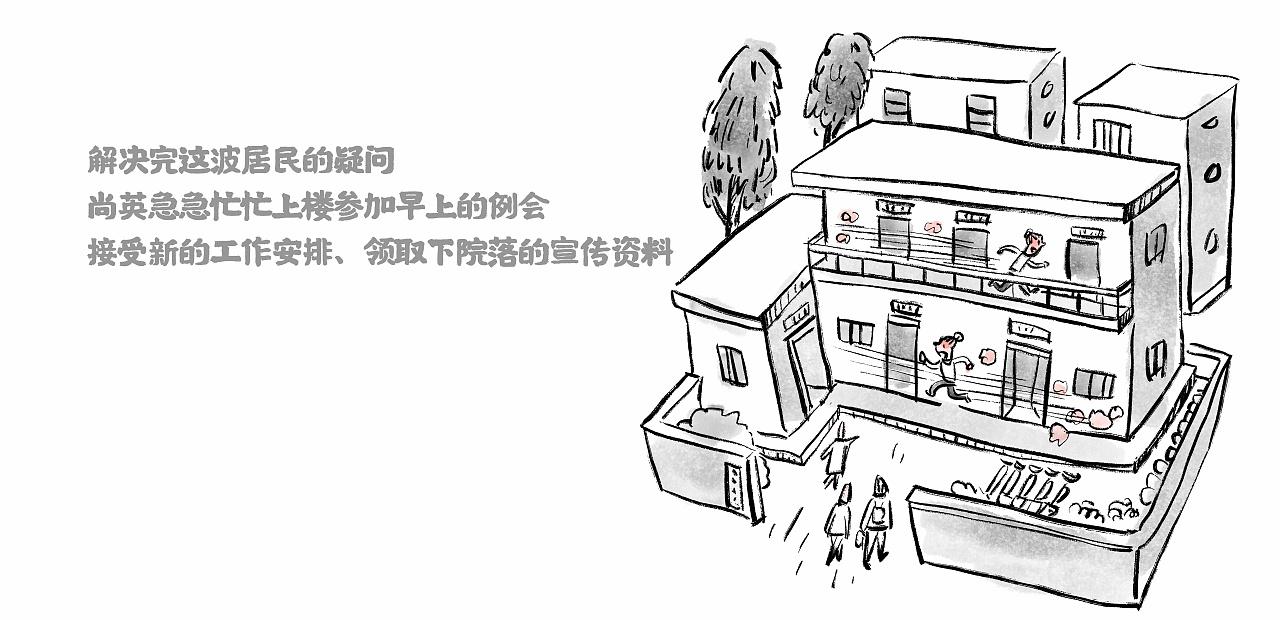 解决完这波居民的疑问
尚英急急忙忙上楼参加早上的例会
接受新的工作安排、领取下院落的宣传资料